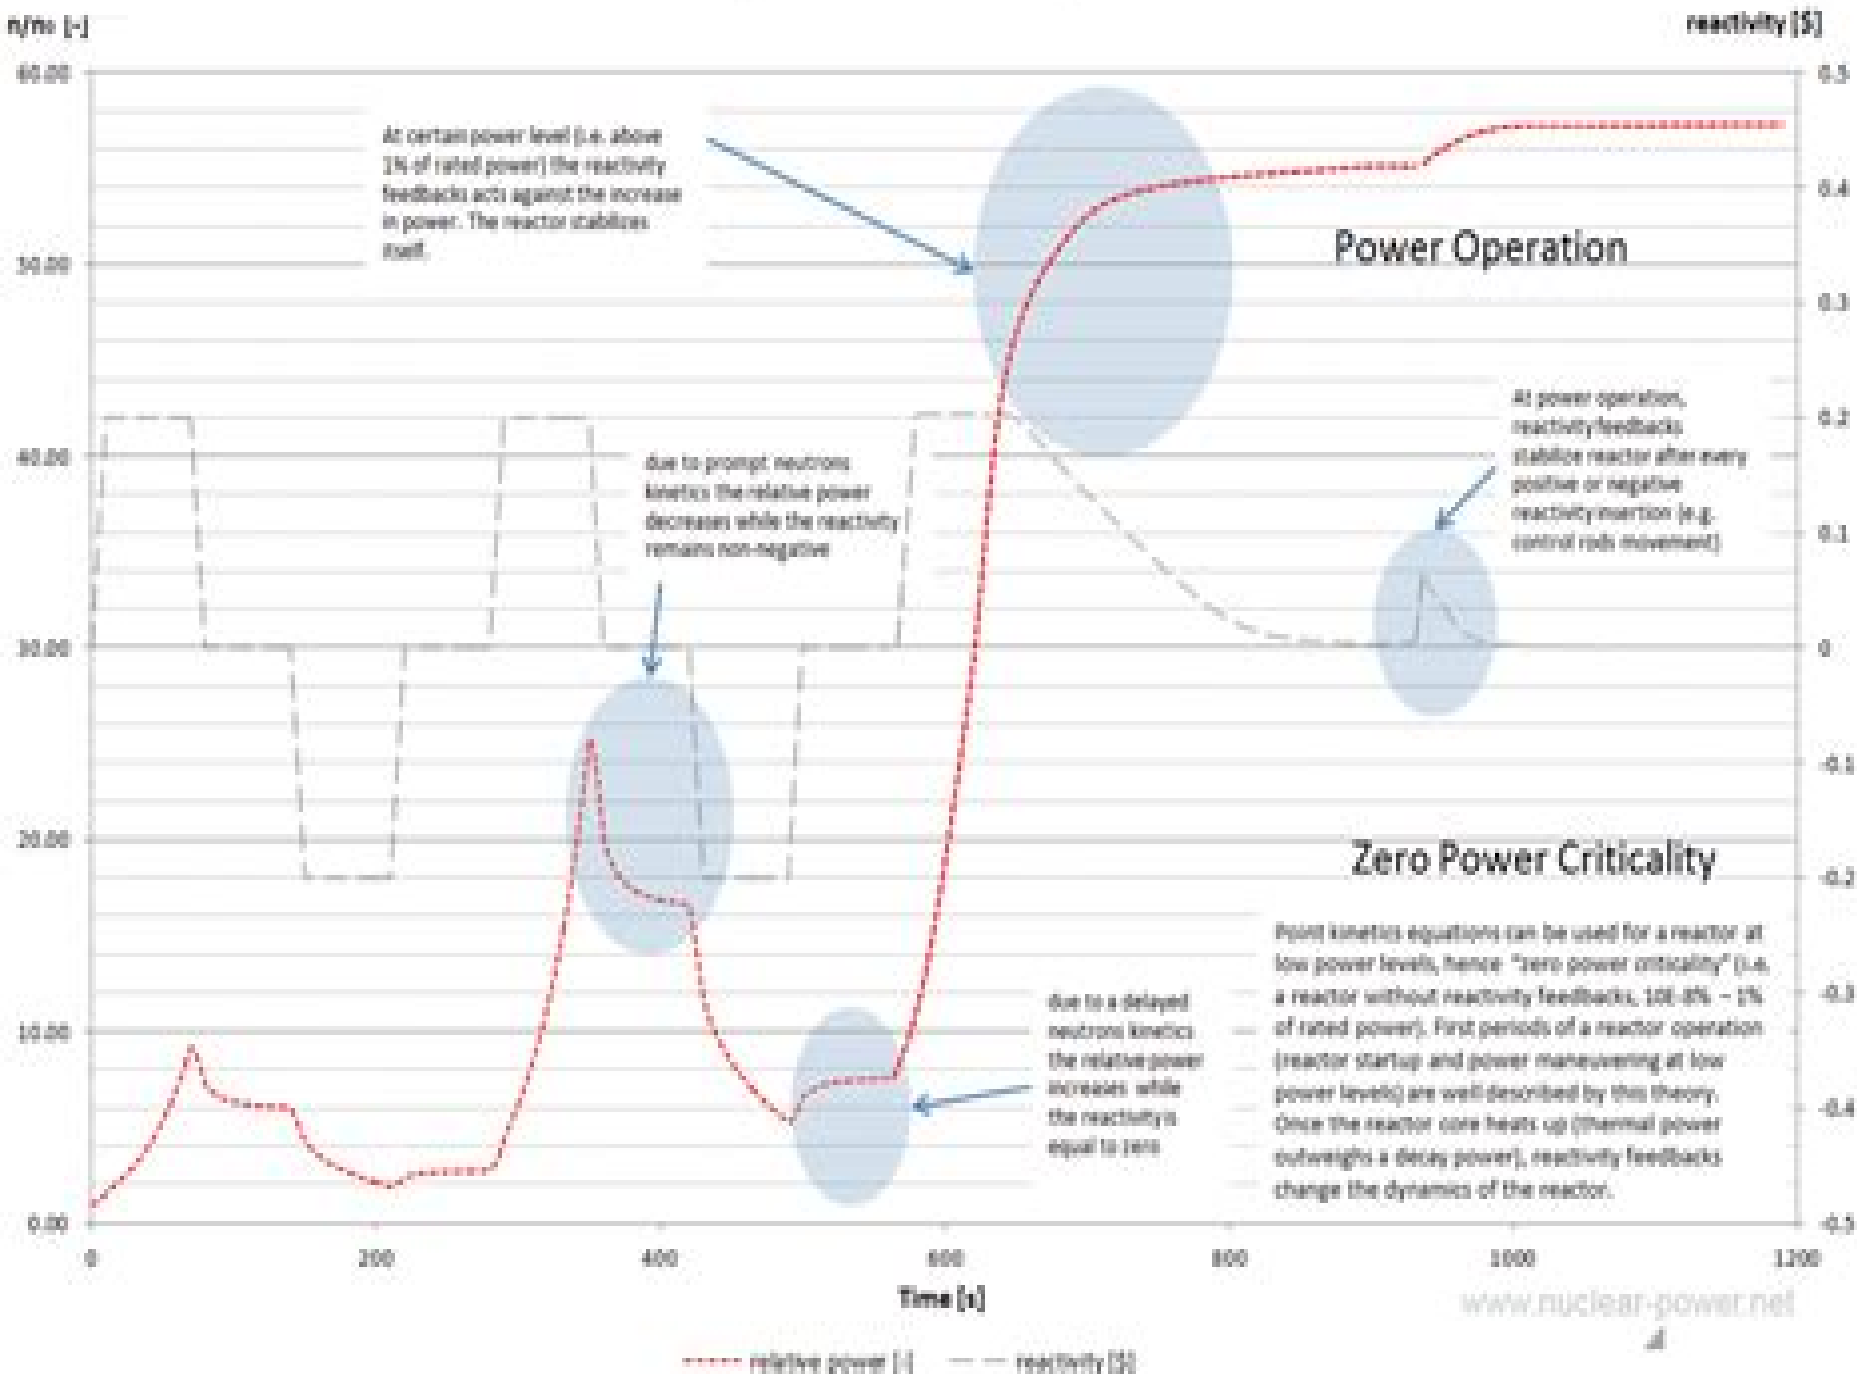 n/n₀ [-]
reactivity [$]
60.00
50.00
40.00
30.00
20.00
10.00
0.00
0.5
0.4
0.3
0.2
0.1
0
-0.1
-0.2
-0.3
-0.4
-0.5
At certain power level (i.e. above
1% of rated power) the reactivity
feedbacks acts against the increase
in power. The reactor stabilizes
itself.
Power Operation
due to prompt neutrons
kinetics the relative power
decreases while the reactivity
remains non-negative
At power operation,
reactivity feedbacks
stabilize reactor after every
positive or negative
reactivity insertion (e.g.
control rods movement)
Zero Power Criticality
due to a delayed
neutrons kinetics
the relative power
increases while
the reactivity is
equal to zero
Point kinetics equations can be used for a reactor at
low power levels, hence "zero power criticality" (i.e.
a reactor without reactivity feedbacks, 10E-8% – 1%
of rated power). First periods of a reactor operation
(reactor startup and power maneuvering at low
power levels) are well described by this theory.
Once the reactor core heats up (thermal power
outweighs a decay power), reactivity feedbacks
change the dynamics of the reactor.
0 200 400 600 800 1000 1200
Time [s]
www.nuclear-power.net
relative power [-] reactivity [$]